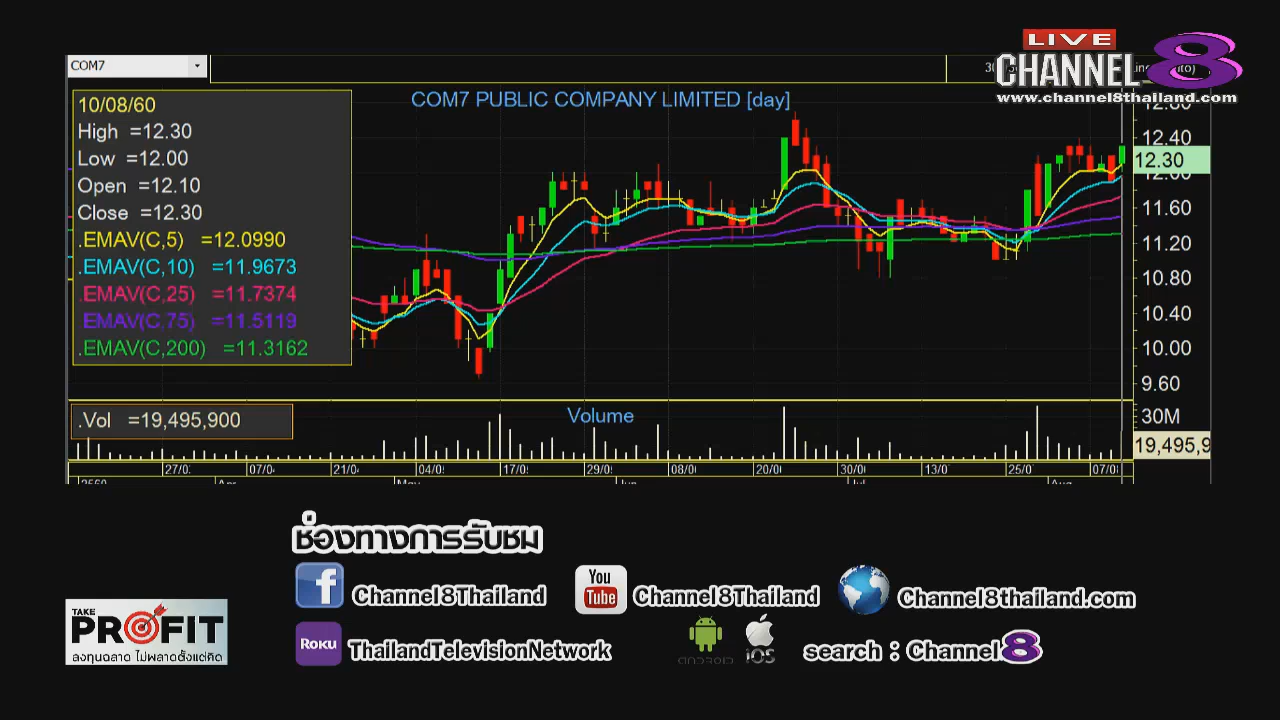 LIVE
CHANNEL 8
www.channel8thailand.com
COM7
COM7 PUBLIC COMPANY LIMITED [day]
10/08/60
High =12.30
Low =12.00
Open =12.10
Close =12.30
.EMAV(C,5) =12.0990
.EMAV(C,10) =11.9673
.EMAV(C,25) =11.7374
.EMAV(C,75) =11.5119
.EMAV(C,200) =11.3162
12.80
12.40
12.30
12.00
11.60
11.20
10.80
10.40
10.00
9.60
.Vol =19,495,900
Volume
30M
19,495,9
27/0 07/0 21/0 04/0 17/0 29/0 08/0 20/0 30/0 13/0 25/0 07/0
2560 Apr May Jun Jul Aug
ช่องทางการรับชม
Channel8Thailand
You Tube
Channel8Thailand
Channel8thailand.com
ROKU
ThailandTelevisionNetwork
ANDROID
iOS
search : Channel 8
TAKE
PROFIT
ลงทุนฉลาด ไม่พลาดตั้งแต่คิด